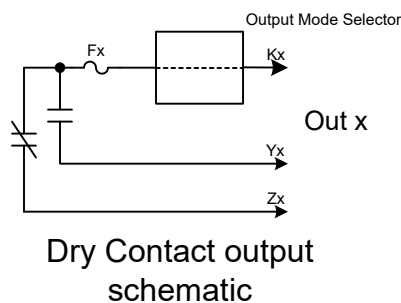 Output Mode Selector
Fx
Kx
Out x
Yx
Zx
Dry Contact output
schematic